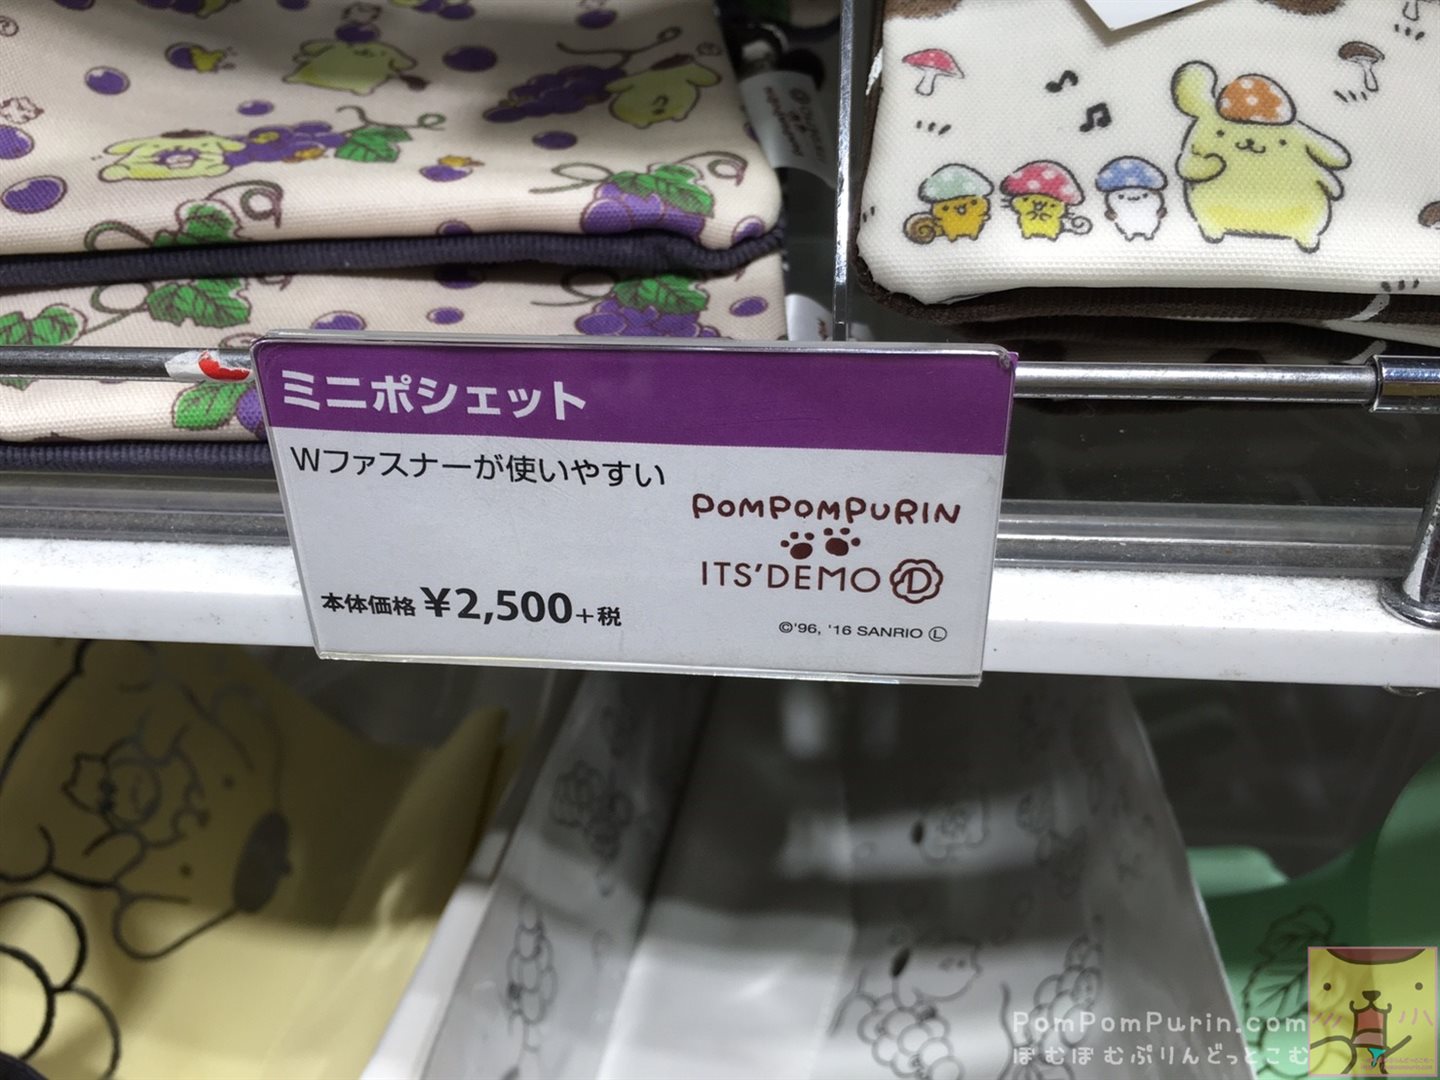 ミニポシェット
Wファスナーが使いやすい
POMPOMPURIN
ITS'DEMO D
本体価格 ¥2,500+税
©'96, '16 SANRIO Ⓛ
PomPomPurin.com
ぽむぽむぷりんどっとこむ